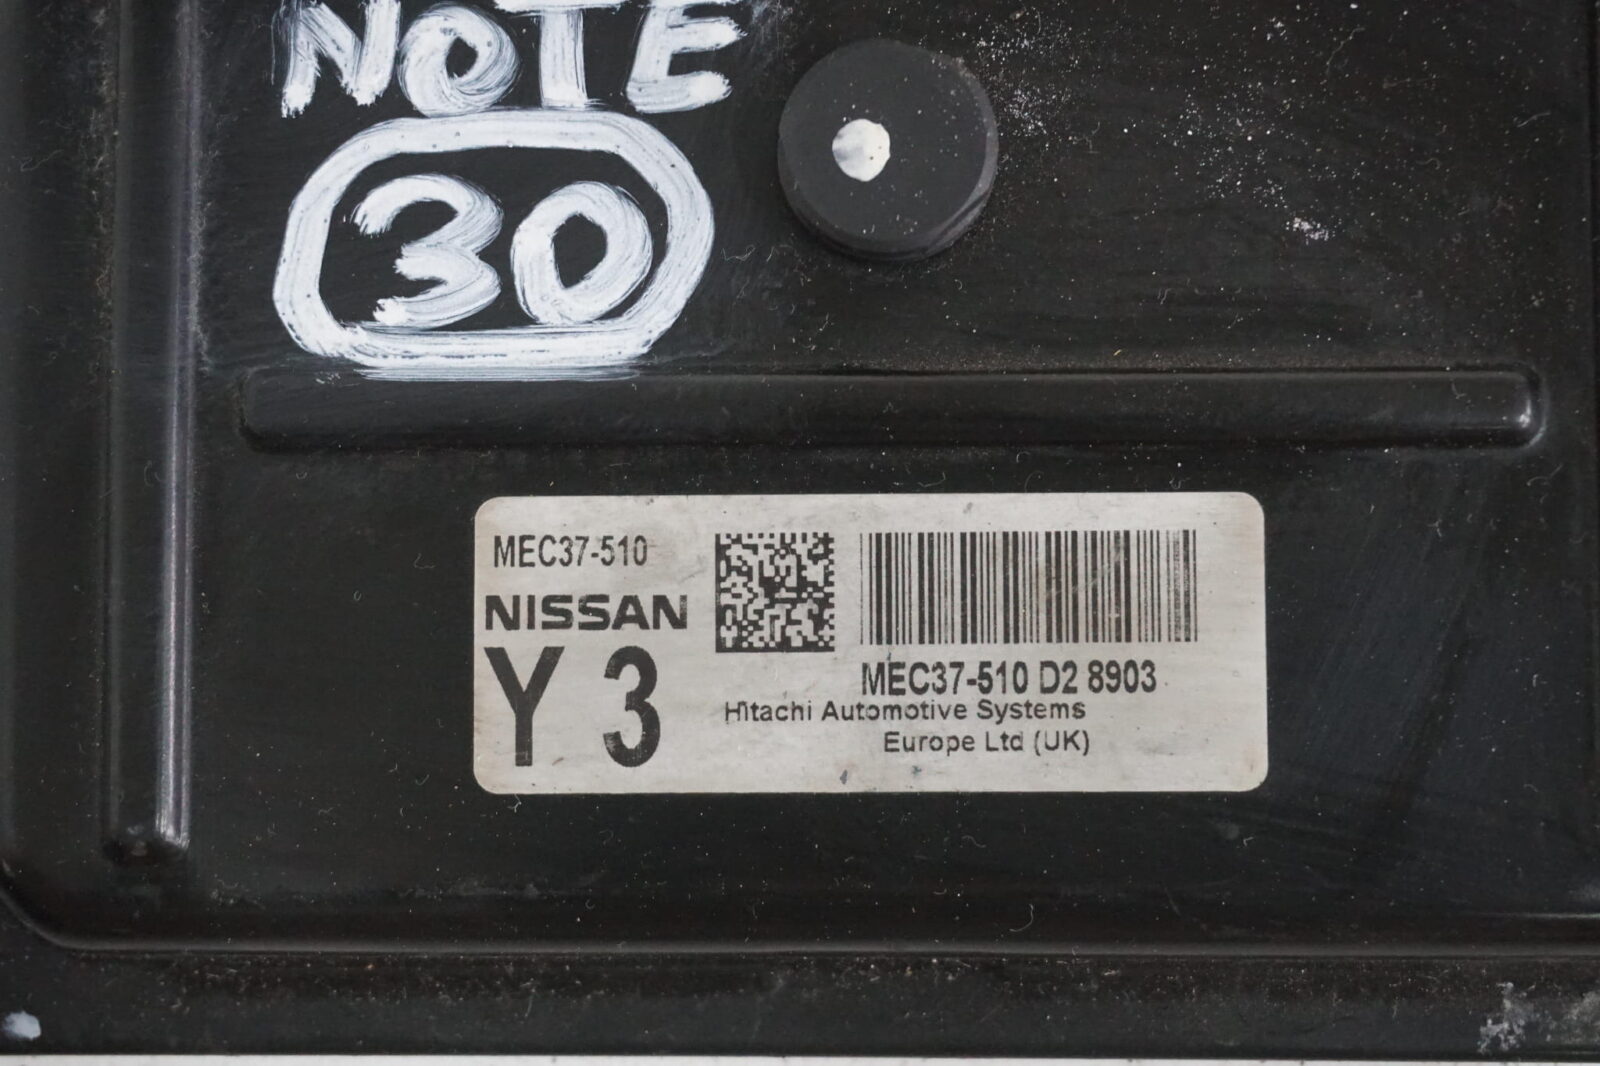 NOTE
30
MEC37-510
NISSAN
Y 3
MEC37-510 D2 8903
Hitachi Automotive Systems
Europe Ltd (UK)